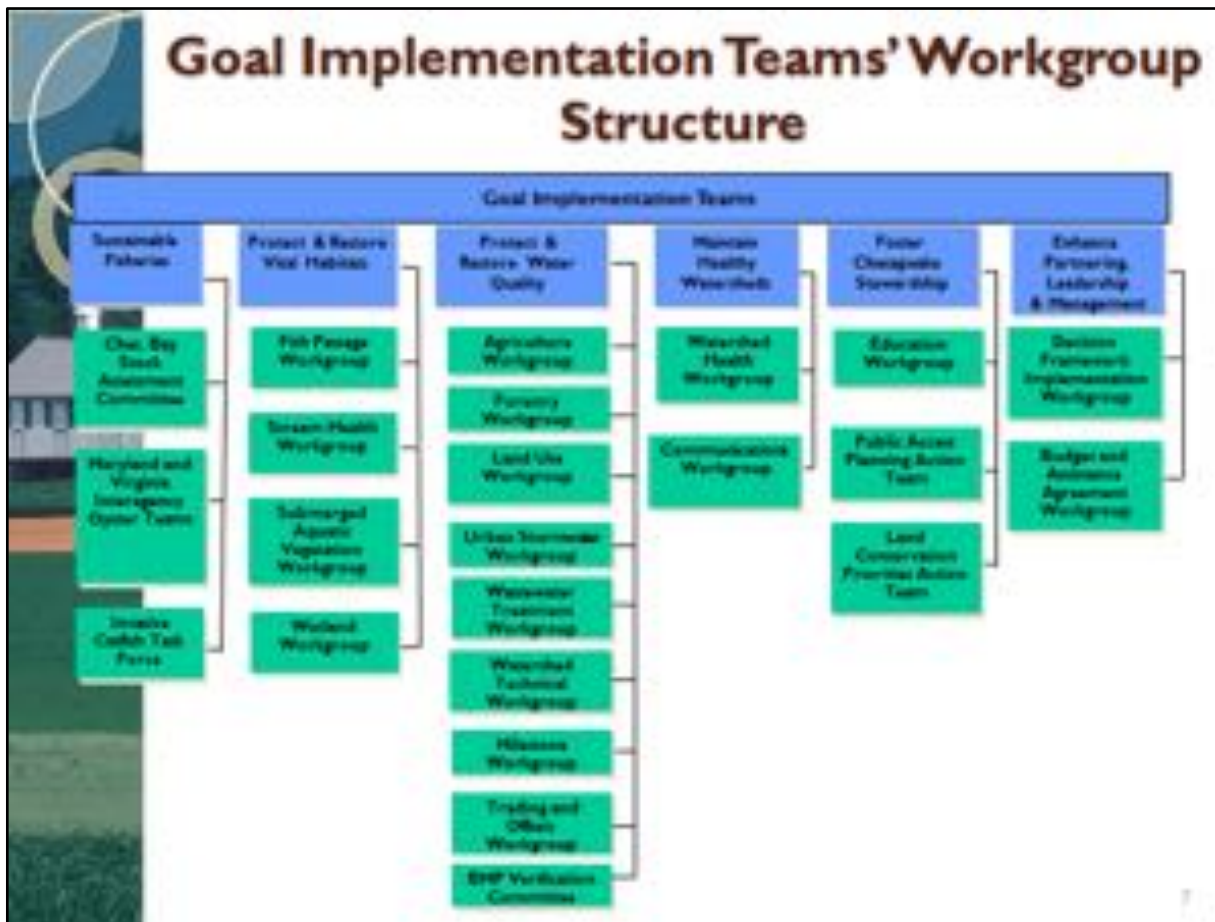 Goal Implementation Teams' Workgroup
Structure
Goal Implementation Teams
Sustainable
Fisheries
Protect & Restore
Vital Habitats
Protect &
Restore Water
Quality
Maintain
Healthy
Watersheds
Foster
Chesapeake
Stewardship
Enhance
Partnering,
Leadership
& Management
Ches. Bay
Stock
Assessment
Committee
Maryland and
Virginia
Interagency
Oyster Teams
Invasive
Catfish Task
Force
Fish Passage
Workgroup
Stream Health
Workgroup
Submerged
Aquatic
Vegetation
Workgroup
Wetland
Workgroup
Agriculture
Workgroup
Forestry
Workgroup
Land Use
Workgroup
Urban Stormwater
Workgroup
Wastewater
Treatment
Workgroup
Watershed
Technical
Workgroup
Milestone
Workgroup
Trading and
Offsets
Workgroup
BMP Verification
Committee
Watershed
Health
Workgroup
Communications
Workgroup
Education
Workgroup
Public Access
Planning Action
Team
Land
Conservation
Priorities Action
Team
Decision
Framework
Implementation
Workgroup
Budget and
Assistance
Agreement
Workgroup
7